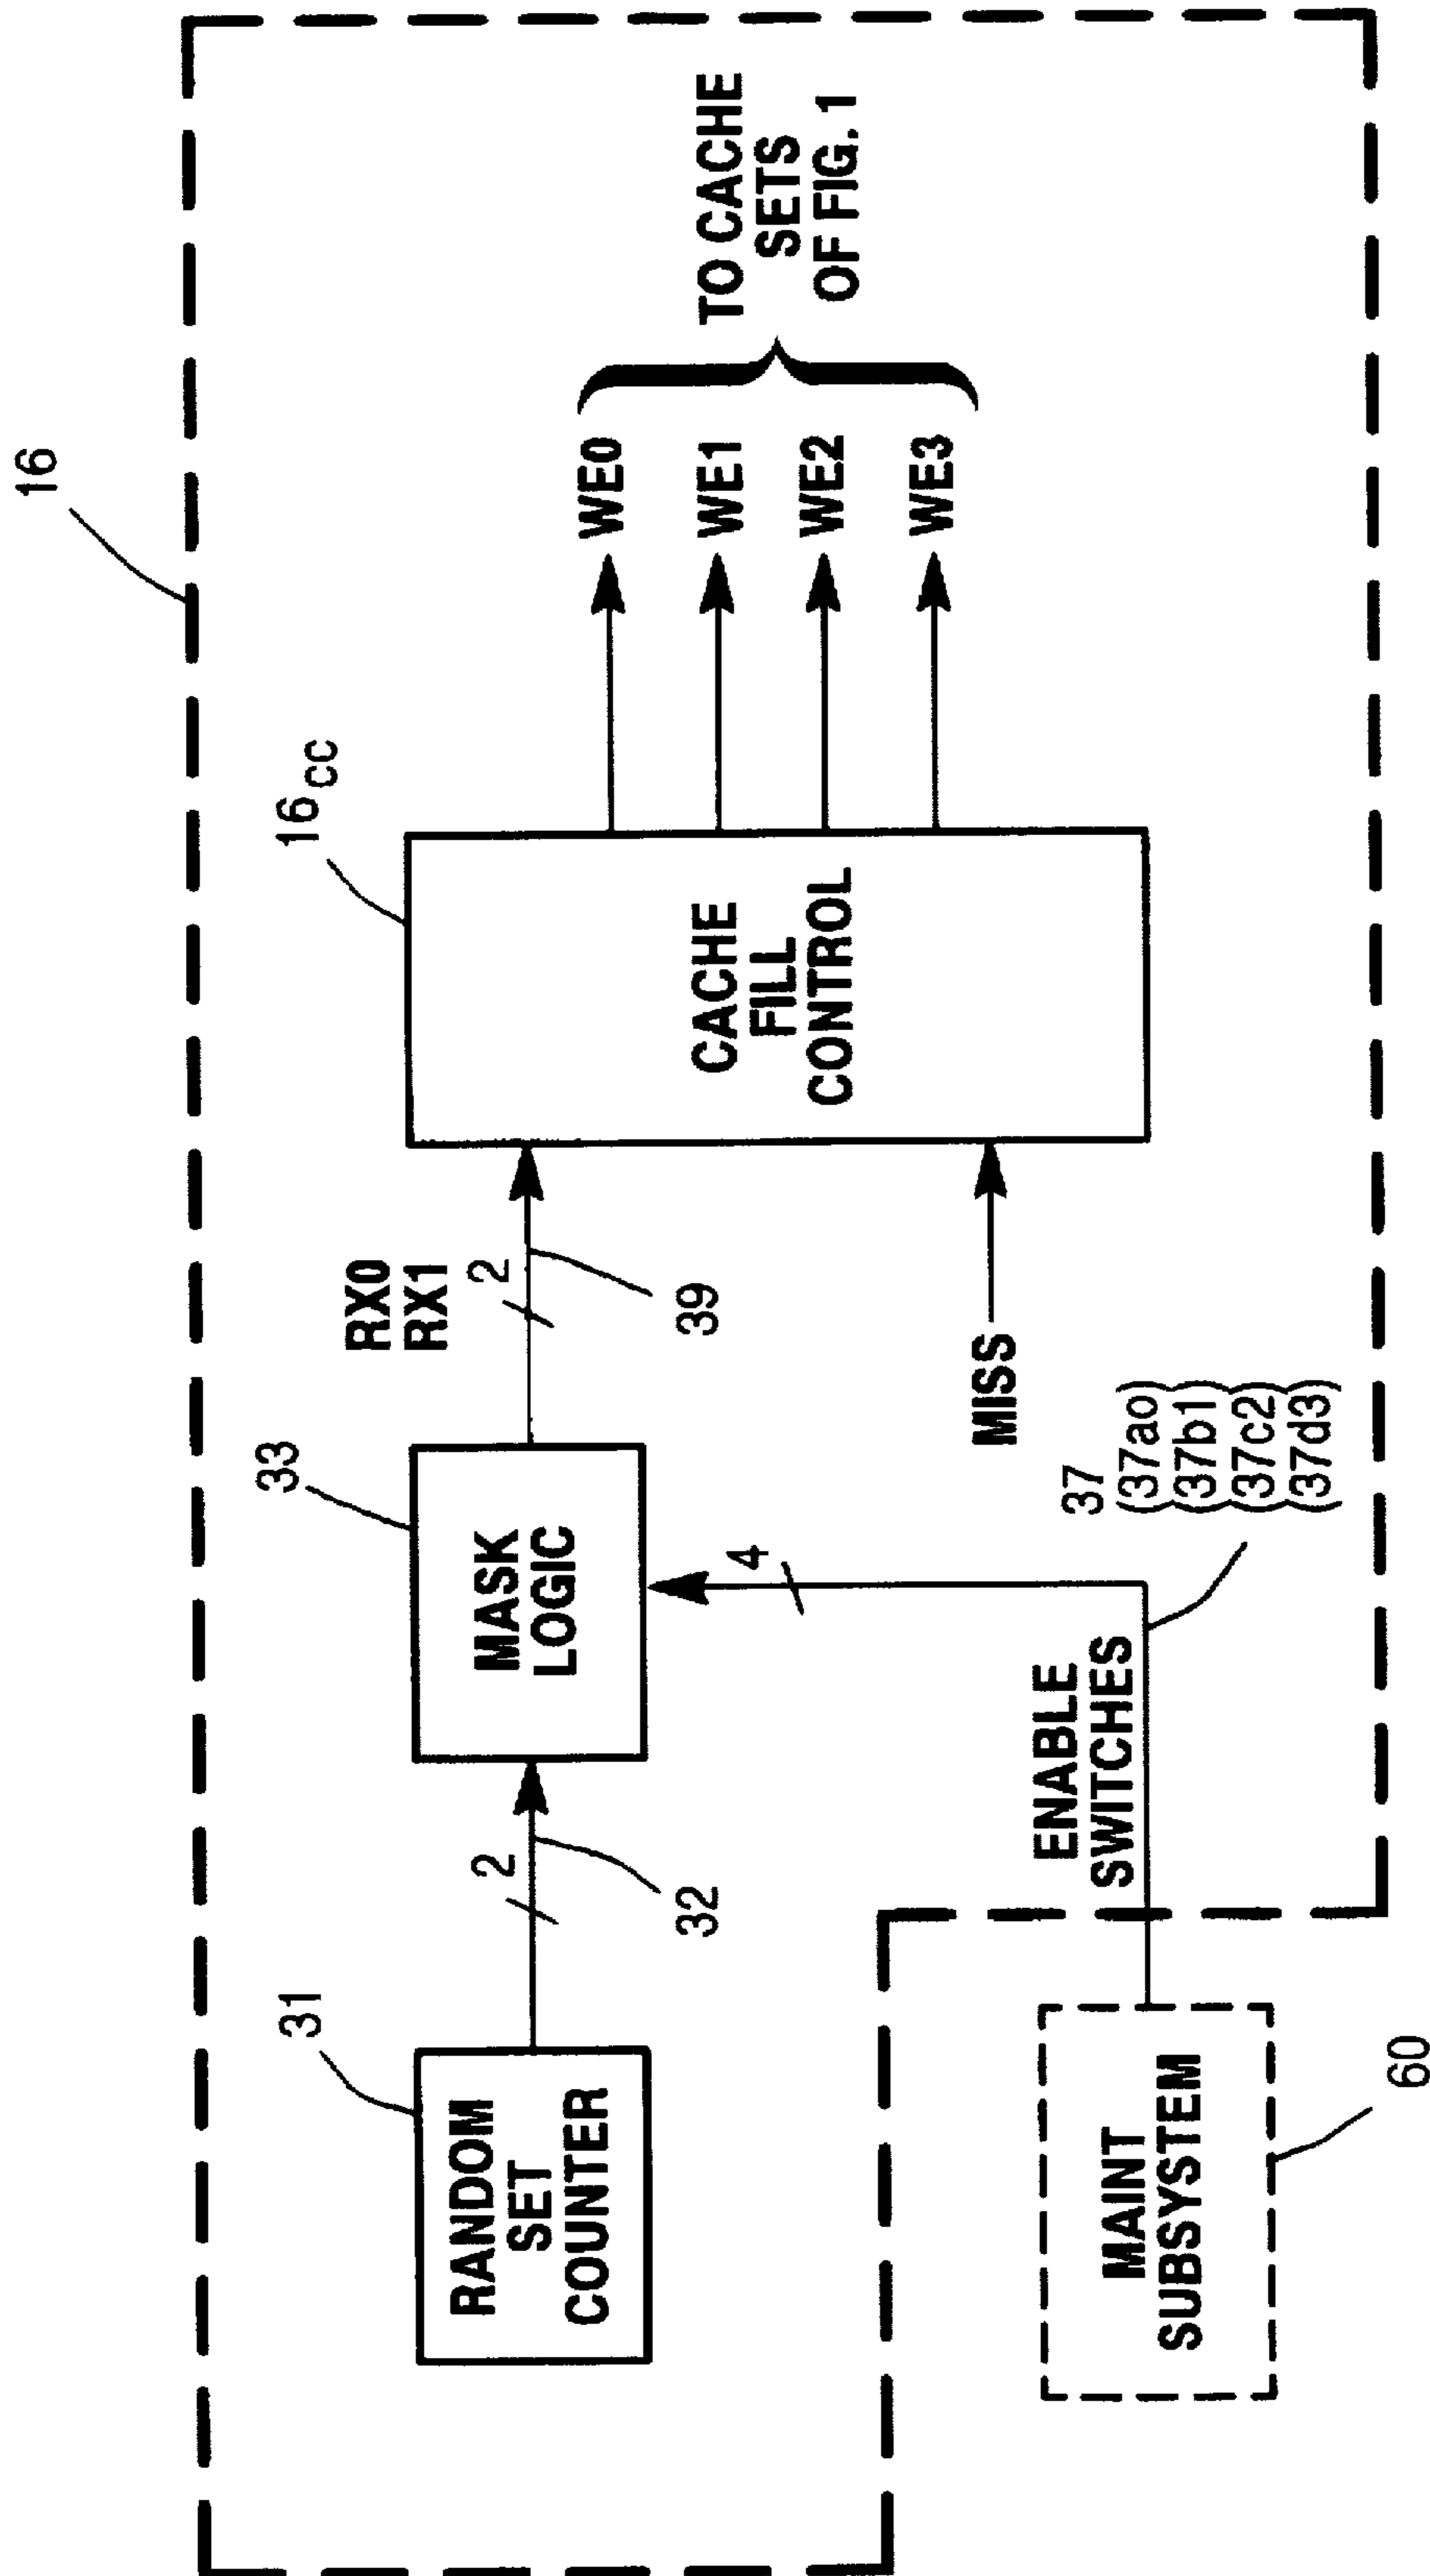 16
31
RANDOM
SET
COUNTER
2
32
33
MASK
LOGIC
RX0
RX1
2
39
16CC
CACHE
FILL
CONTROL
MISS
WE0
WE1
WE2
WE3
TO CACHE
SETS
OF FIG. 1
4
ENABLE
SWITCHES
37
(37ao)
(37b1)
(37c2)
(37d3)
MAINT
SUBSYSTEM
60